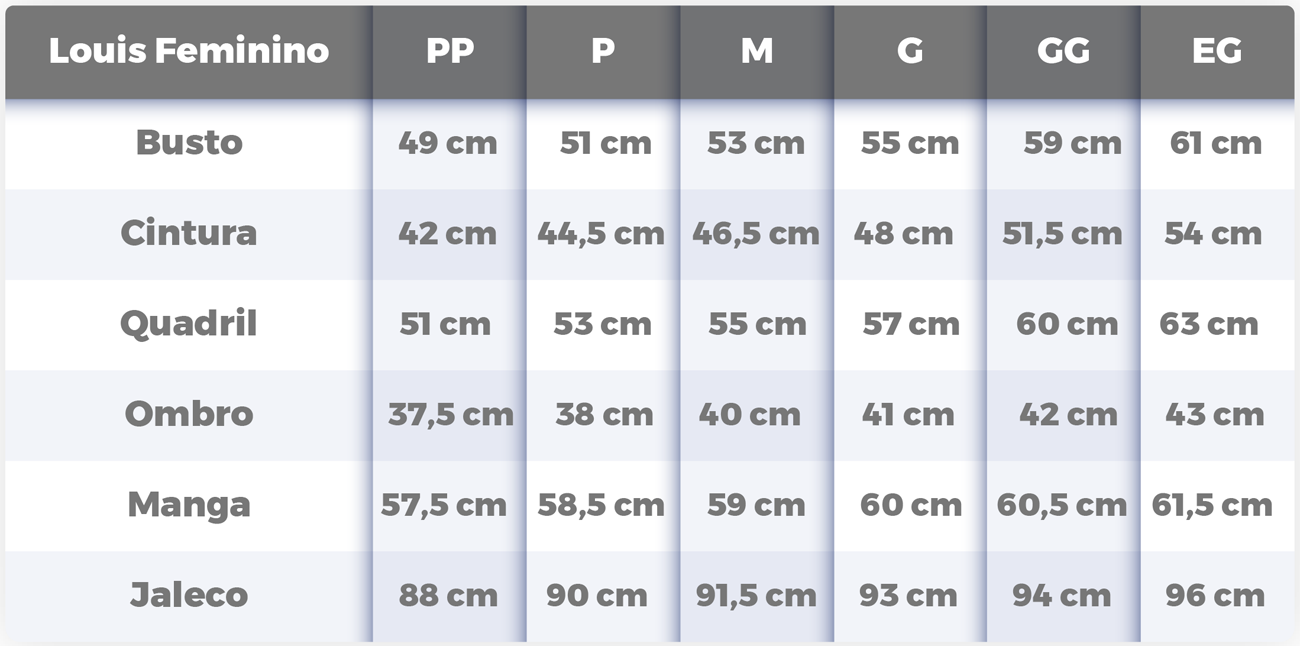 Louis Feminino PP P M G GG EG
Busto 49 cm 51 cm 53 cm 55 cm 59 cm 61 cm
Cintura 42 cm 44,5 cm 46,5 cm 48 cm 51,5 cm 54 cm
Quadril 51 cm 53 cm 55 cm 57 cm 60 cm 63 cm
Ombro 37,5 cm 38 cm 40 cm 41 cm 42 cm 43 cm
Manga 57,5 cm 58,5 cm 59 cm 60 cm 60,5 cm 61,5 cm
Jaleco 88 cm 90 cm 91,5 cm 93 cm 94 cm 96 cm